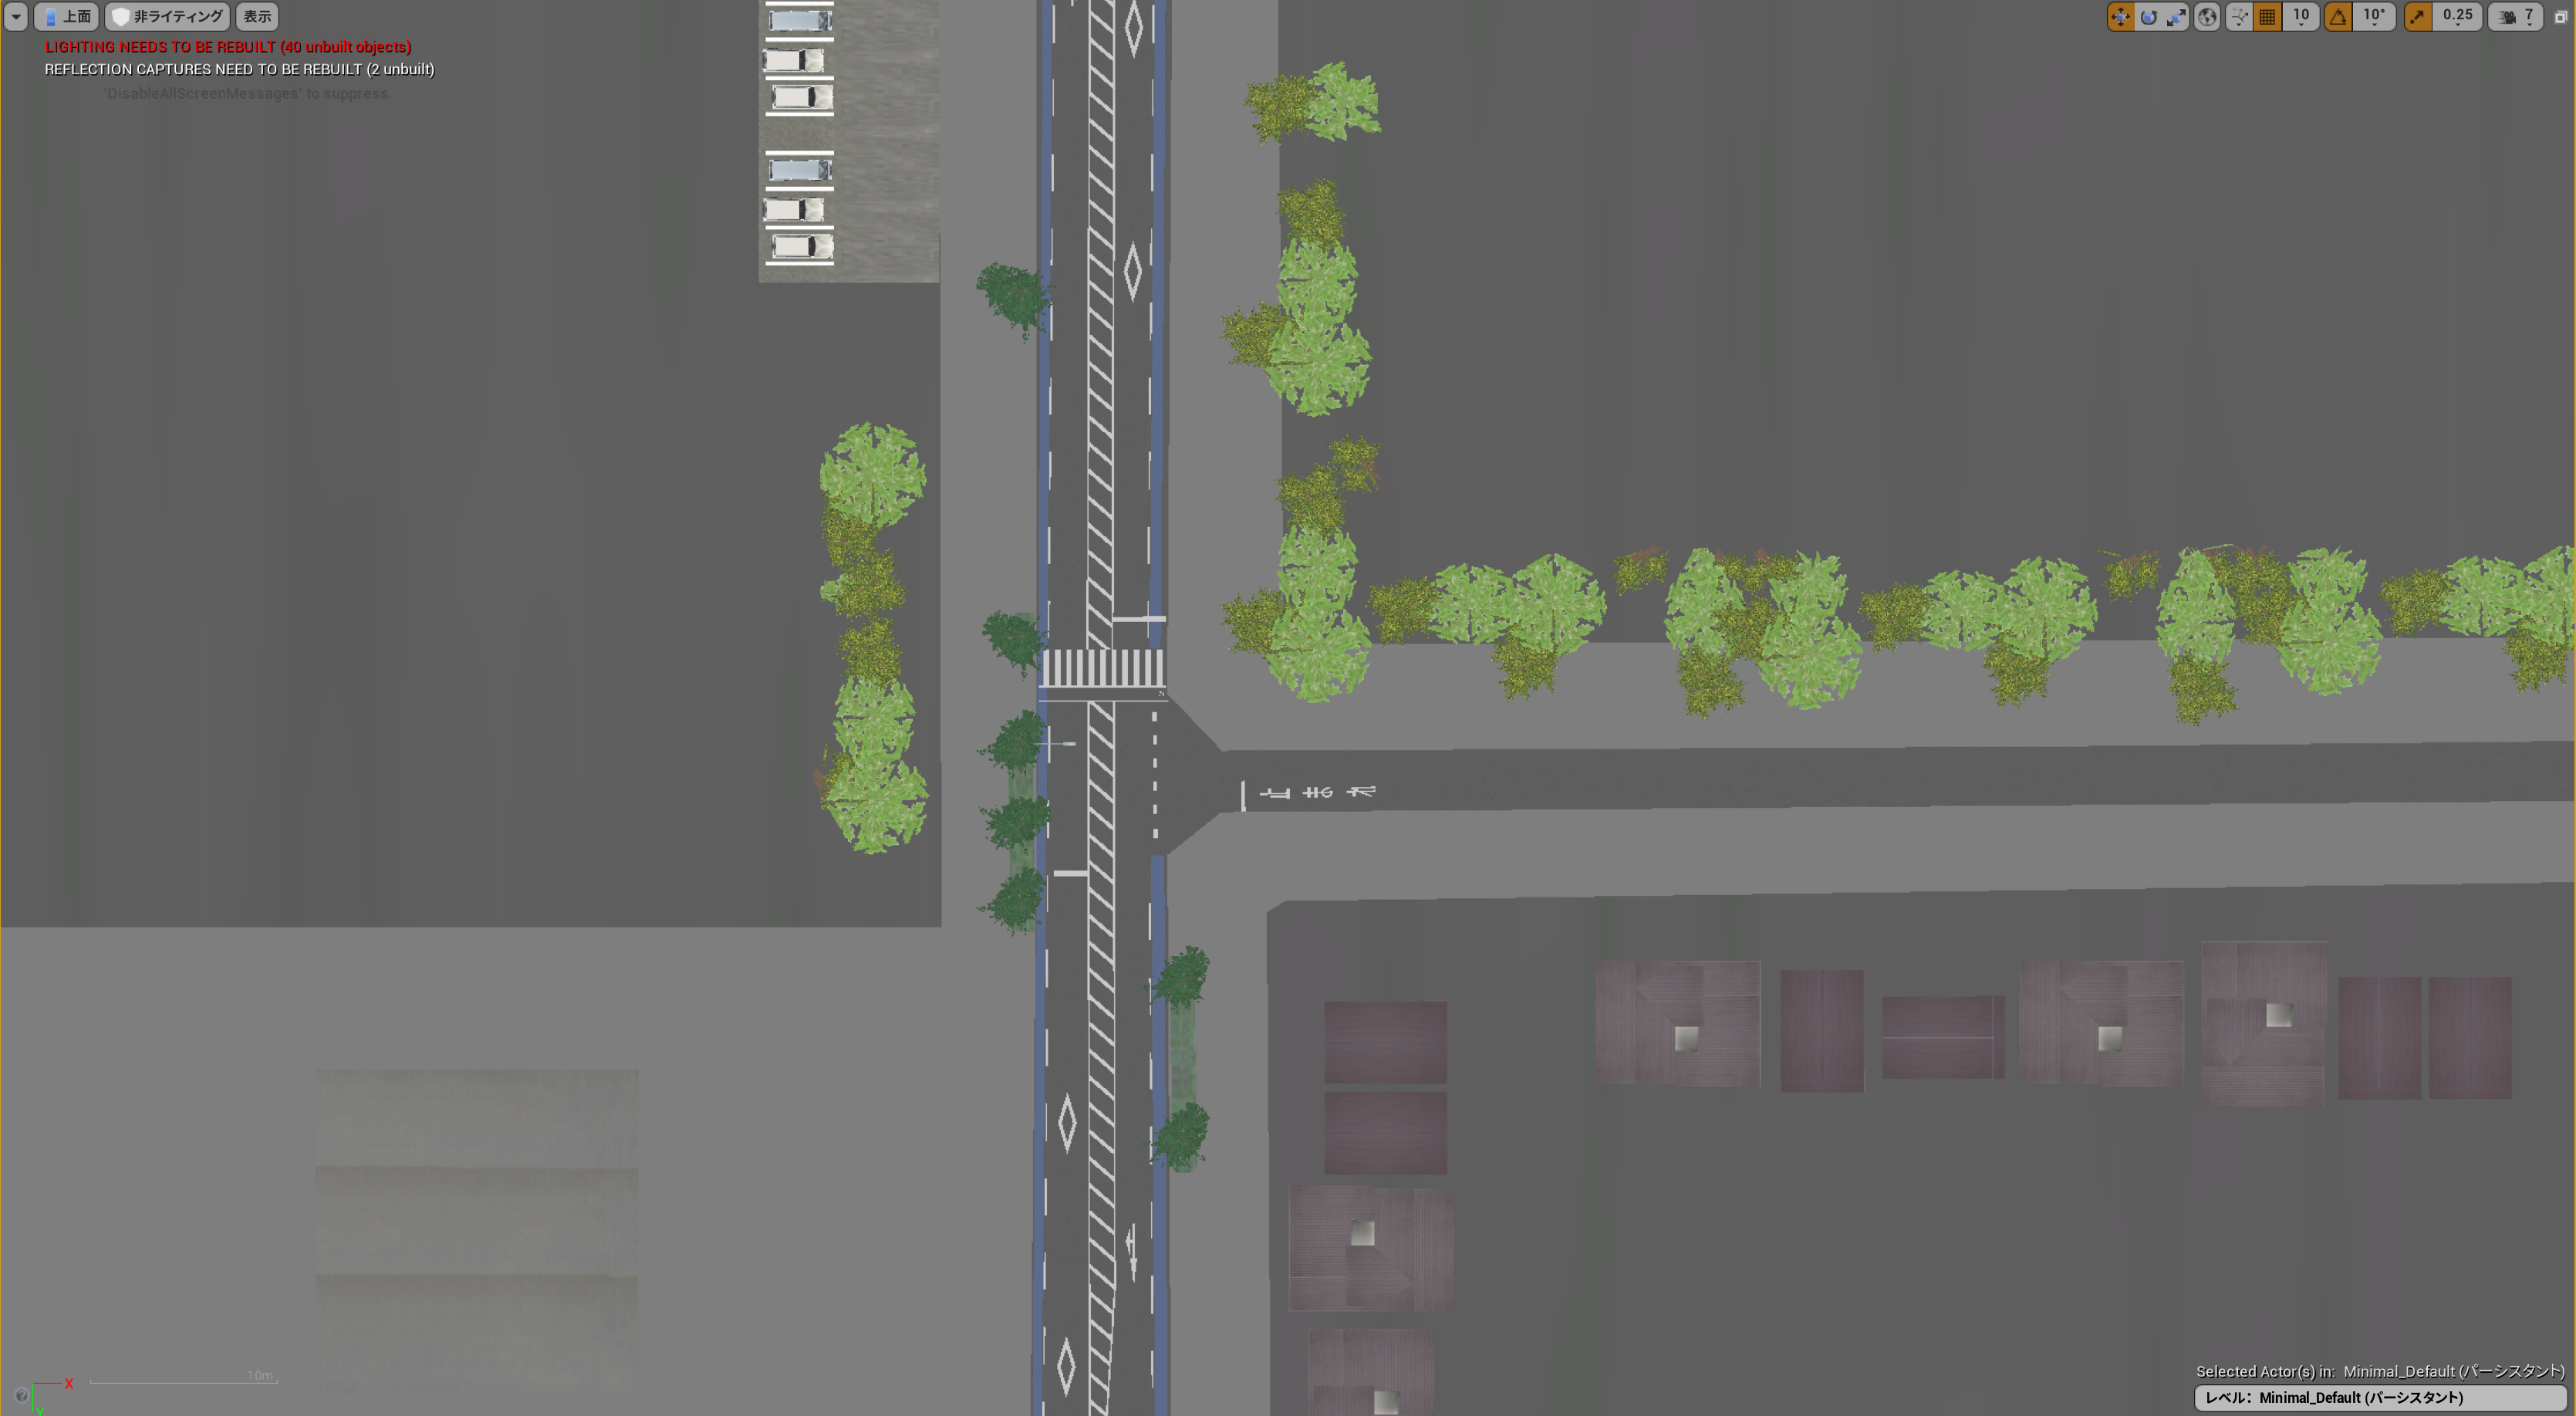 上面 非ライティング 表示 10 10° 0.25 7
LIGHTING NEEDS TO BE REBUILT (40 unbuilt objects)
REFLECTION CAPTURES NEED TO BE REBUILT (2 unbuilt)
'DisableAllScreenMessages' to suppress
止まれ
10m
X
Y
Selected Actor(s) in: Minimal_Default (パーシスタント)
レベル: Minimal_Default (パーシスタント)